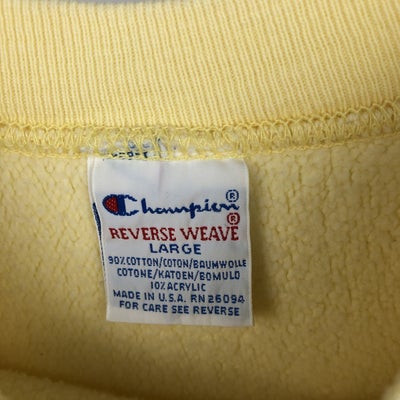 Champion®
REVERSE WEAVE®
LARGE
90% COTTON/COTON/BAUMWOLLE
COTONE/KATOEN/BOMULD
10% ACRYLIC
MADE IN U.S.A. RN 26094
FOR CARE SEE REVERSE